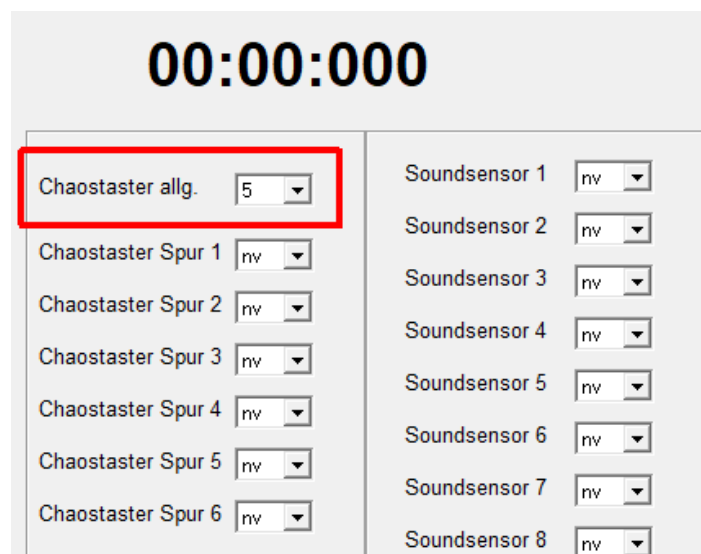 00:00:000
Chaostaster allg. 5
Chaostaster Spur 1 nv
Chaostaster Spur 2 nv
Chaostaster Spur 3 nv
Chaostaster Spur 4 nv
Chaostaster Spur 5 nv
Chaostaster Spur 6 nv
Soundsensor 1 nv
Soundsensor 2 nv
Soundsensor 3 nv
Soundsensor 4 nv
Soundsensor 5 nv
Soundsensor 6 nv
Soundsensor 7 nv
Soundsensor 8 nv